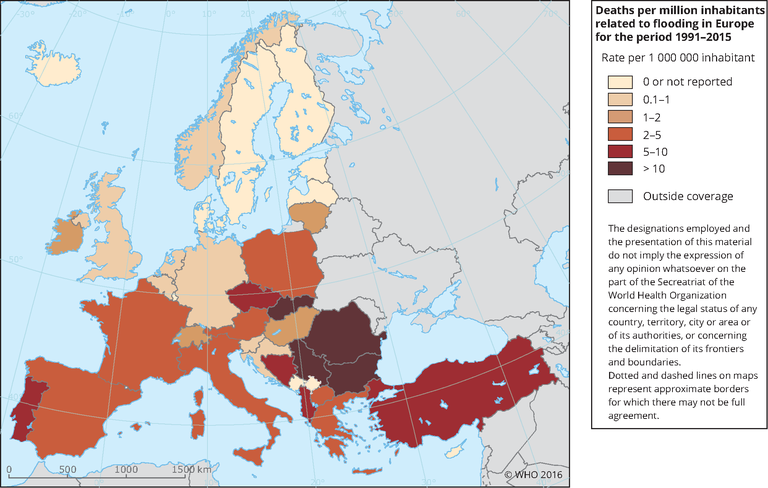 Deaths per million inhabitants
related to flooding in Europe
for the period 1991–2015
Rate per 1 000 000 inhabitant
0 or not reported
0.1–1
1–2
2–5
5–10
> 10
Outside coverage
The designations employed and
the presentation of this material
do not imply the expression of
any opinion whatsoever on the
part of the Secreatriat of the
World Health Organization
concerning the legal status of any
country, territory, city or area or
of its authorities, or concerning
the delimitation of its frontiers
and boundaries.
Dotted and dashed lines on maps
represent approximate borders
for which there may not be full
agreement.
0 500 1000 1500 km
© WHO 2016